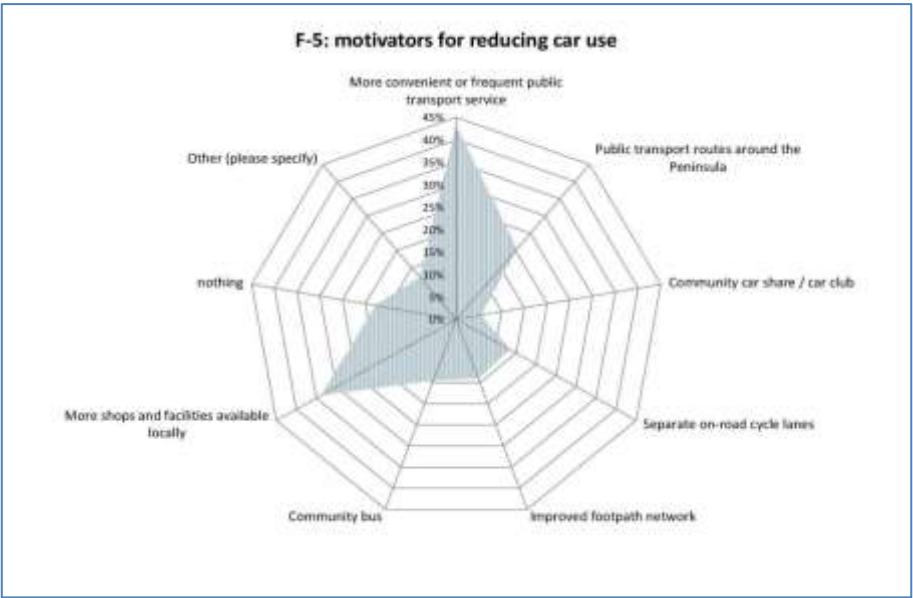 F-5: motivators for reducing car use
More convenient or frequent public
transport service
45%
40%
35%
30%
25%
20%
15%
10%
5%
0%
Public transport routes around the
Peninsula
Community car share / car club
Separate on-road cycle lanes
Improved footpath network
Community bus
More shops and facilities available
locally
nothing
Other (please specify)